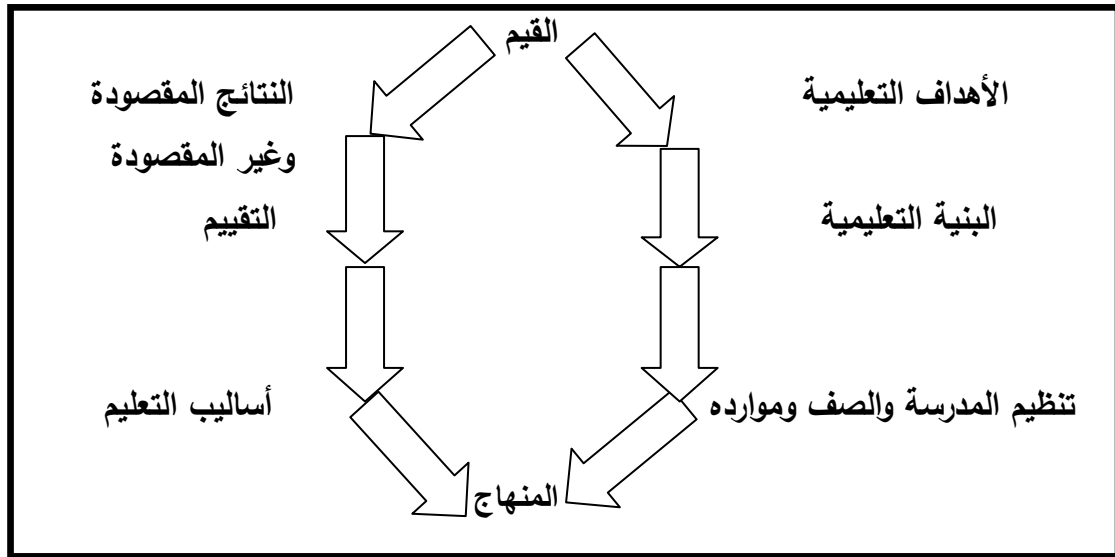 القيم
الأهداف التعليمية
النتائج المقصودة
وغير المقصودة
البنية التعليمية
التقييم
تنظيم المدرسة والصف وموارده
أساليب التعليم
المنهاج